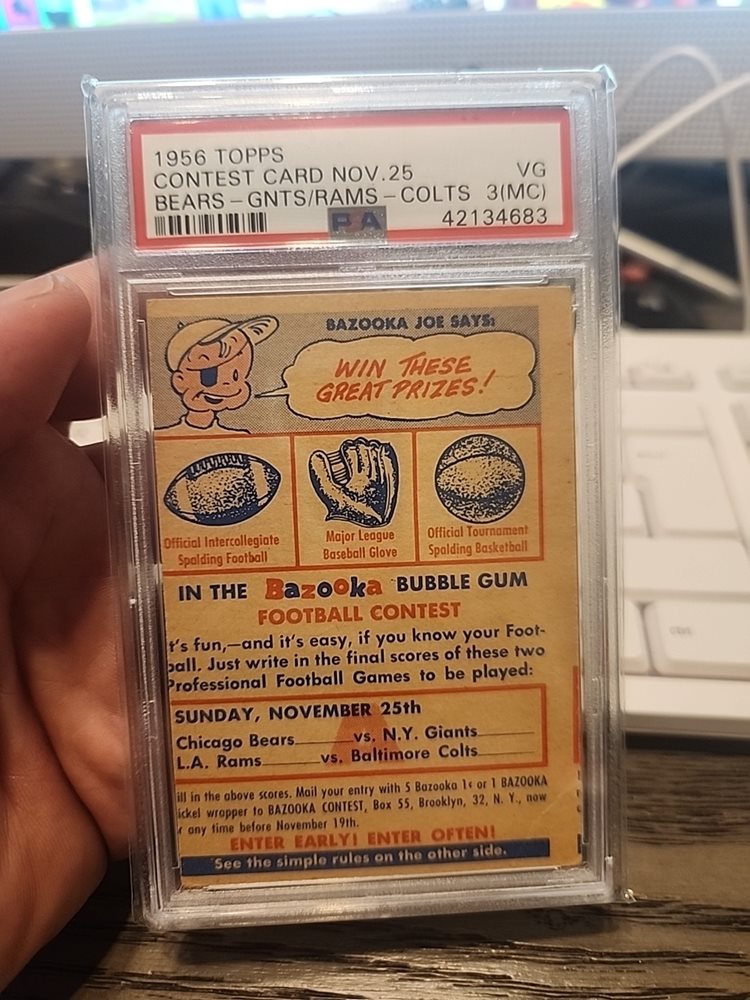 1956 TOPPS
CONTEST CARD NOV.25 VG
BEARS-GNTS/RAMS-COLTS 3(MC)
42134683
BAZOOKA JOE SAYS:
WIN THESE
GREAT PRIZES!
Official Intercollegiate
Spalding Football
Major League
Baseball Glove
Official Tournament
Spalding Basketball
IN THE Bazooka BUBBLE GUM
FOOTBALL CONTEST
t's fun,—and it's easy, if you know your Foot-
ball. Just write in the final scores of these two
Professional Football Games to be played:
SUNDAY, NOVEMBER 25th
Chicago Bears vs. N.Y. Giants
L.A. Rams vs. Baltimore Colts
ill in the above scores. Mail your entry with 5 Bazooka 1¢ or 1 BAZOOKA
ickel wrapper to BAZOOKA CONTEST, Box 55, Brooklyn, 32, N. Y., now
r any time before November 19th.
ENTER EARLY! ENTER OFTEN!
See the simple rules on the other side.